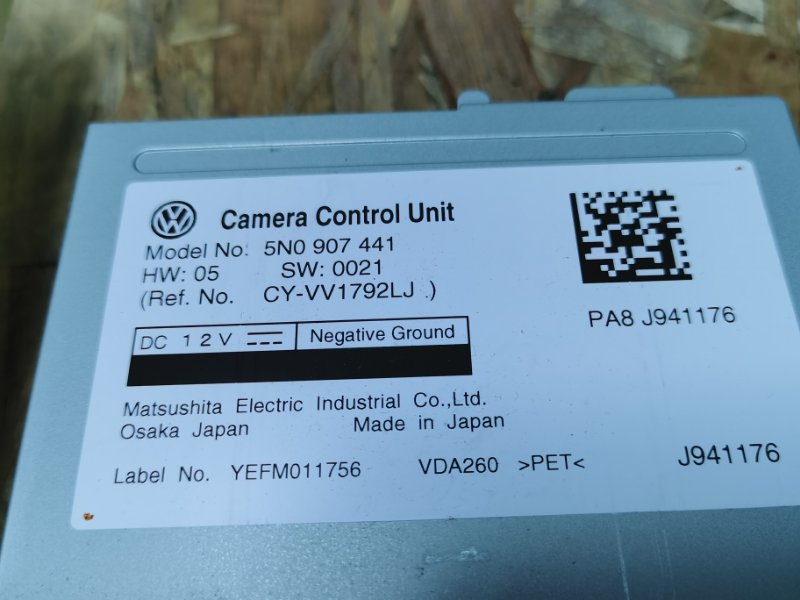 Camera Control Unit
Model No. 5N0 907 441
HW: 05 SW: 0021
(Ref. No. CY-VV1792LJ .)
PA8 J941176
DC 12V Negative Ground
Matsushita Electric Industrial Co.,Ltd.
Osaka Japan Made in Japan
Label No. YEFM011756 VDA260 >PET< J941176